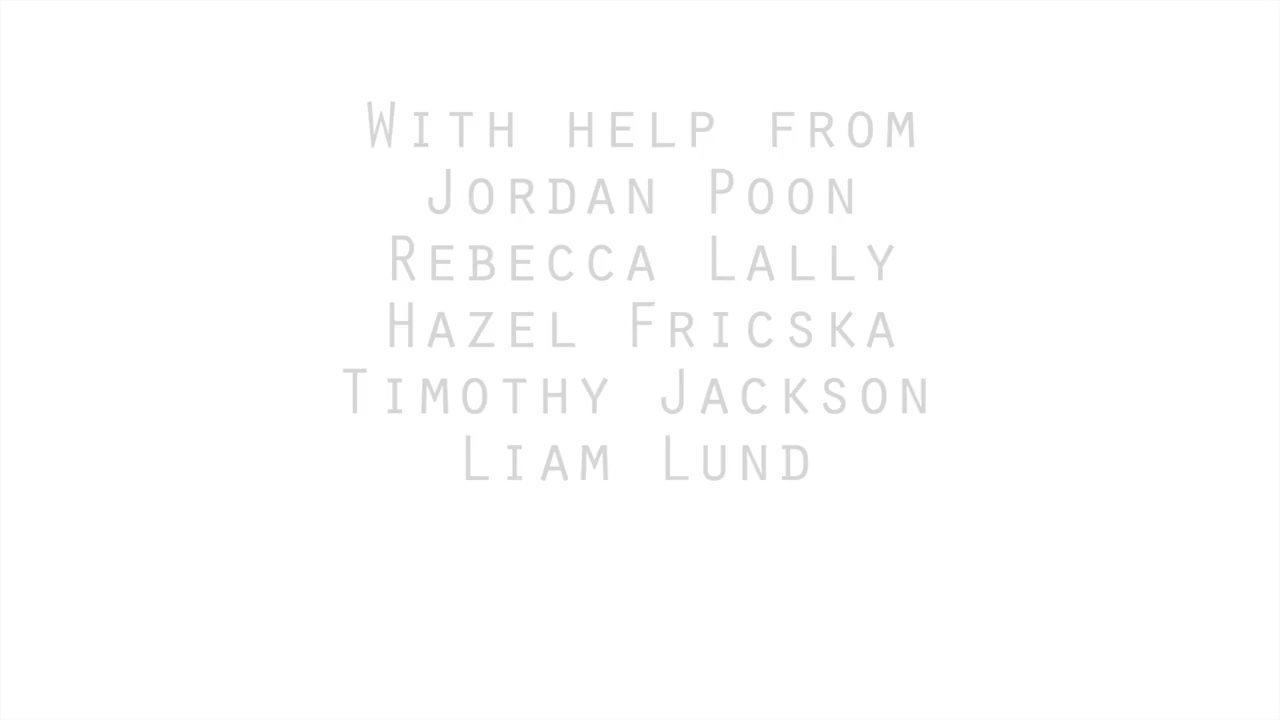 With help from
Jordan Poon
Rebecca Lally
Hazel Fricska
Timothy Jackson
Liam Lund